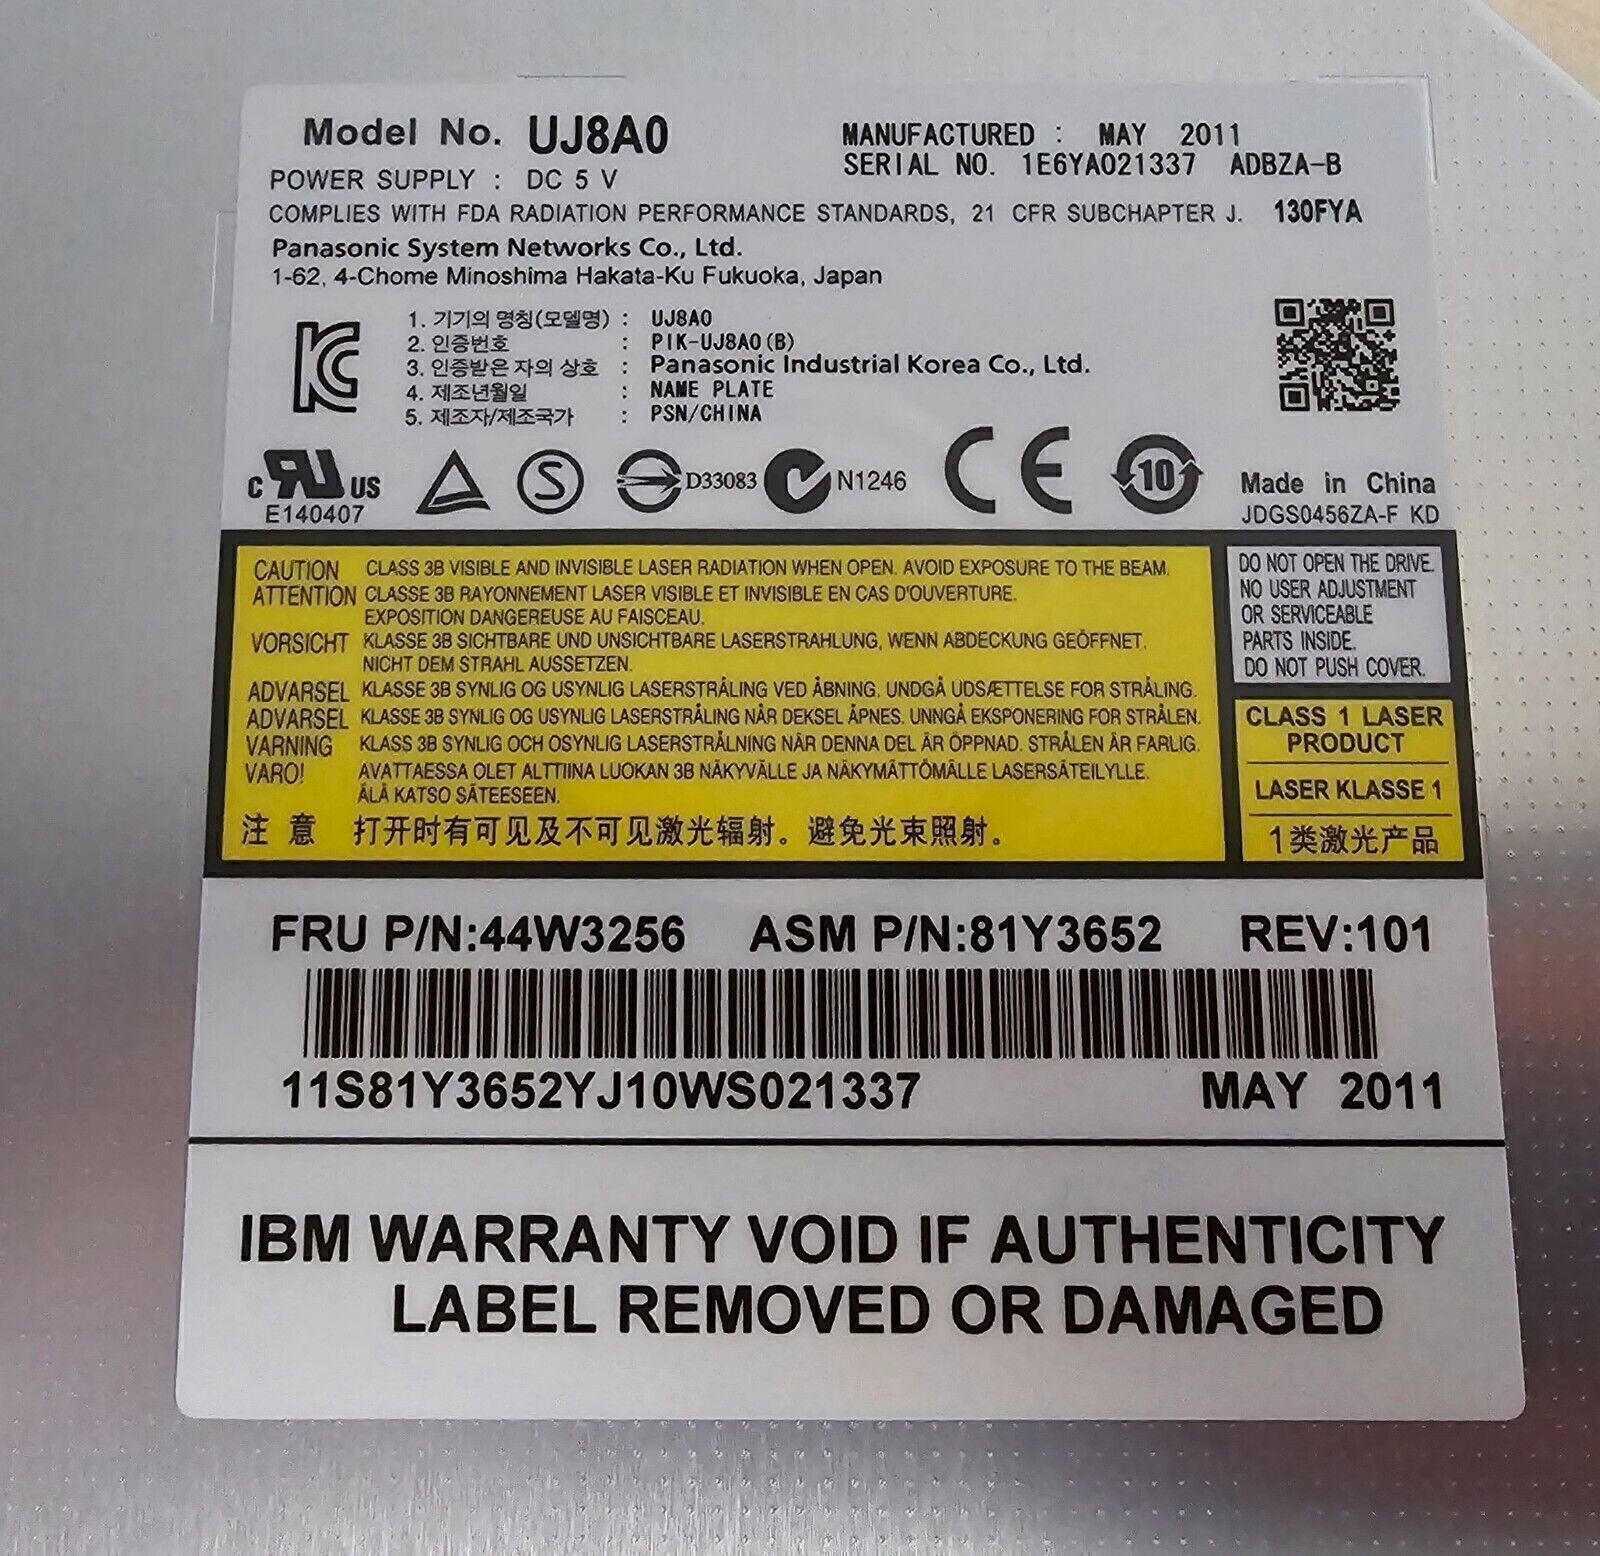 Model No. UJ8A0
MANUFACTURED : MAY 2011
POWER SUPPLY : DC 5 V
SERIAL NO. 1E6YA021337 ADBZA-B
COMPLIES WITH FDA RADIATION PERFORMANCE STANDARDS, 21 CFR SUBCHAPTER J. 130FYA
Panasonic System Networks Co., Ltd.
1-62, 4-Chome Minoshima Hakata-Ku Fukuoka, Japan
1. 기기의 명칭(모델명) : UJ8A0
2. 인증번호 : PIK-UJ8A0(B)
3. 인증받은 자의 상호 : Panasonic Industrial Korea Co., Ltd.
4. 제조년월일 : NAME PLATE
5. 제조자/제조국가 : PSN/CHINA
c RU US
E140407
S
D33083
N1246
CE
10
Made in China
JDGS0456ZA-F KD
CAUTION CLASS 3B VISIBLE AND INVISIBLE LASER RADIATION WHEN OPEN. AVOID EXPOSURE TO THE BEAM.
ATTENTION CLASSE 3B RAYONNEMENT LASER VISIBLE ET INVISIBLE EN CAS D'OUVERTURE.
EXPOSITION DANGEREUSE AU FAISCEAU.
VORSICHT KLASSE 3B SICHTBARE UND UNSICHTBARE LASERSTRAHLUNG, WENN ABDECKUNG GEÖFFNET.
NICHT DEM STRAHL AUSSETZEN.
ADVARSEL KLASSE 3B SYNLIG OG USYNLIG LASERSTRÅLING VED ÅBNING. UNDGÅ UDSÆTTELSE FOR STRÅLING.
ADVARSEL KLASSE 3B SYNLIG OG USYNLIG LASERSTRÅLING NÅR DEKSEL ÅPNES. UNNGÅ EKSPONERING FOR STRÅLEN.
VARNING KLASS 3B SYNLIG OCH OSYNLIG LASERSTRÅLNING NÄR DENNA DEL ÄR ÖPPNAD. STRÅLEN ÄR FARLIG.
VARO! AVATTAESSA OLET ALTTIINA LUOKAN 3B NÄKYVÄLLE JA NÄKYMÄTTÖMÄLLE LASERSÄTEILYLLE.
ÄLÄ KATSO SÄTEESEEN.
注 意 打开时有可见及不可见激光辐射。避免光束照射。
DO NOT OPEN THE DRIVE.
NO USER ADJUSTMENT
OR SERVICEABLE
PARTS INSIDE.
DO NOT PUSH COVER.
CLASS 1 LASER
PRODUCT
LASER KLASSE 1
1类激光产品
FRU P/N:44W3256 ASM P/N:81Y3652 REV:101
11S81Y3652YJ10WS021337 MAY 2011
IBM WARRANTY VOID IF AUTHENTICITY
LABEL REMOVED OR DAMAGED